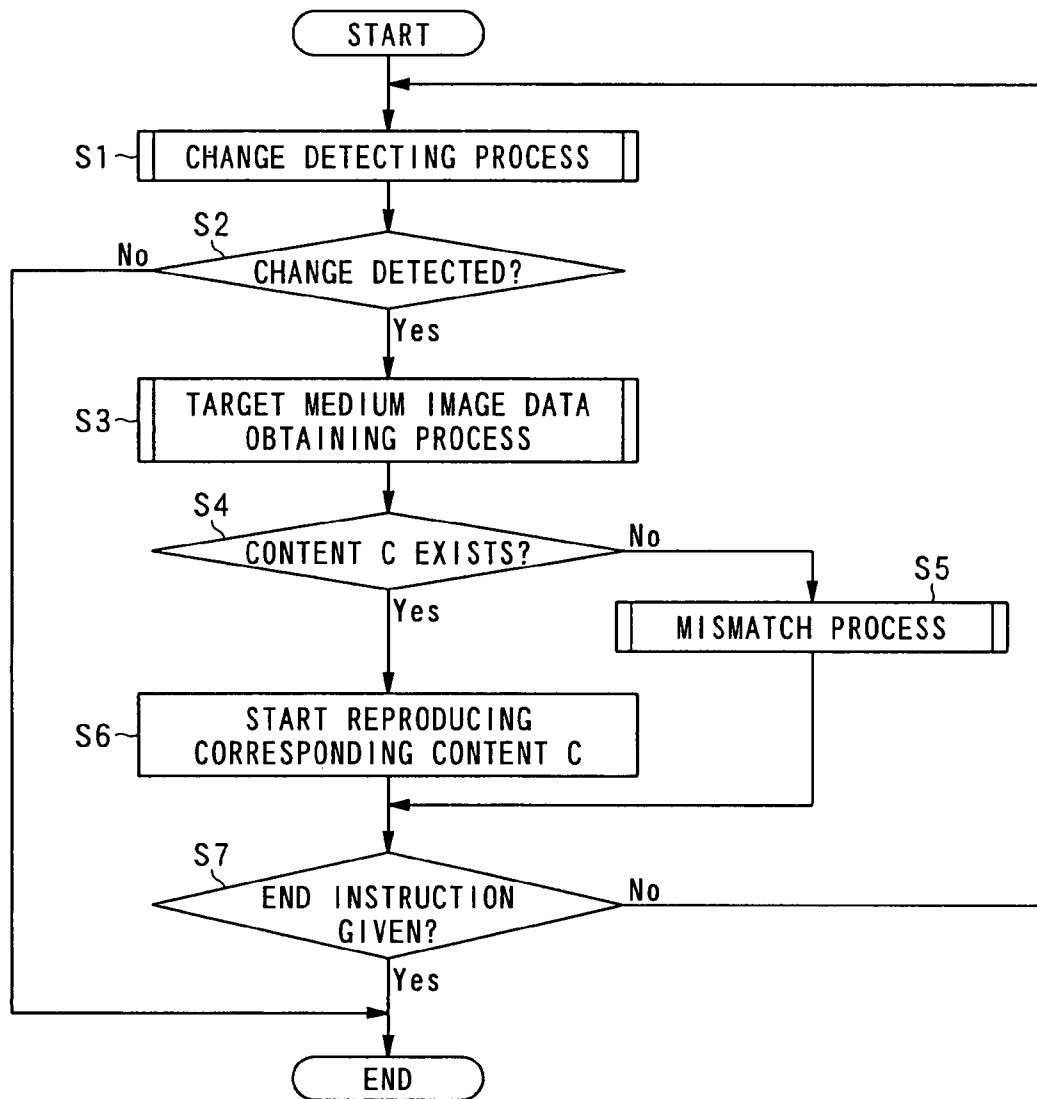 START
S1
CHANGE DETECTING PROCESS
S2
No
CHANGE DETECTED?
Yes
S3
TARGET MEDIUM IMAGE DATA
OBTAINING PROCESS
S4
CONTENT C EXISTS?
No
Yes
S5
MISMATCH PROCESS
S6
START REPRODUCING
CORRESPONDING CONTENT C
S7
END INSTRUCTION
GIVEN?
No
Yes
END